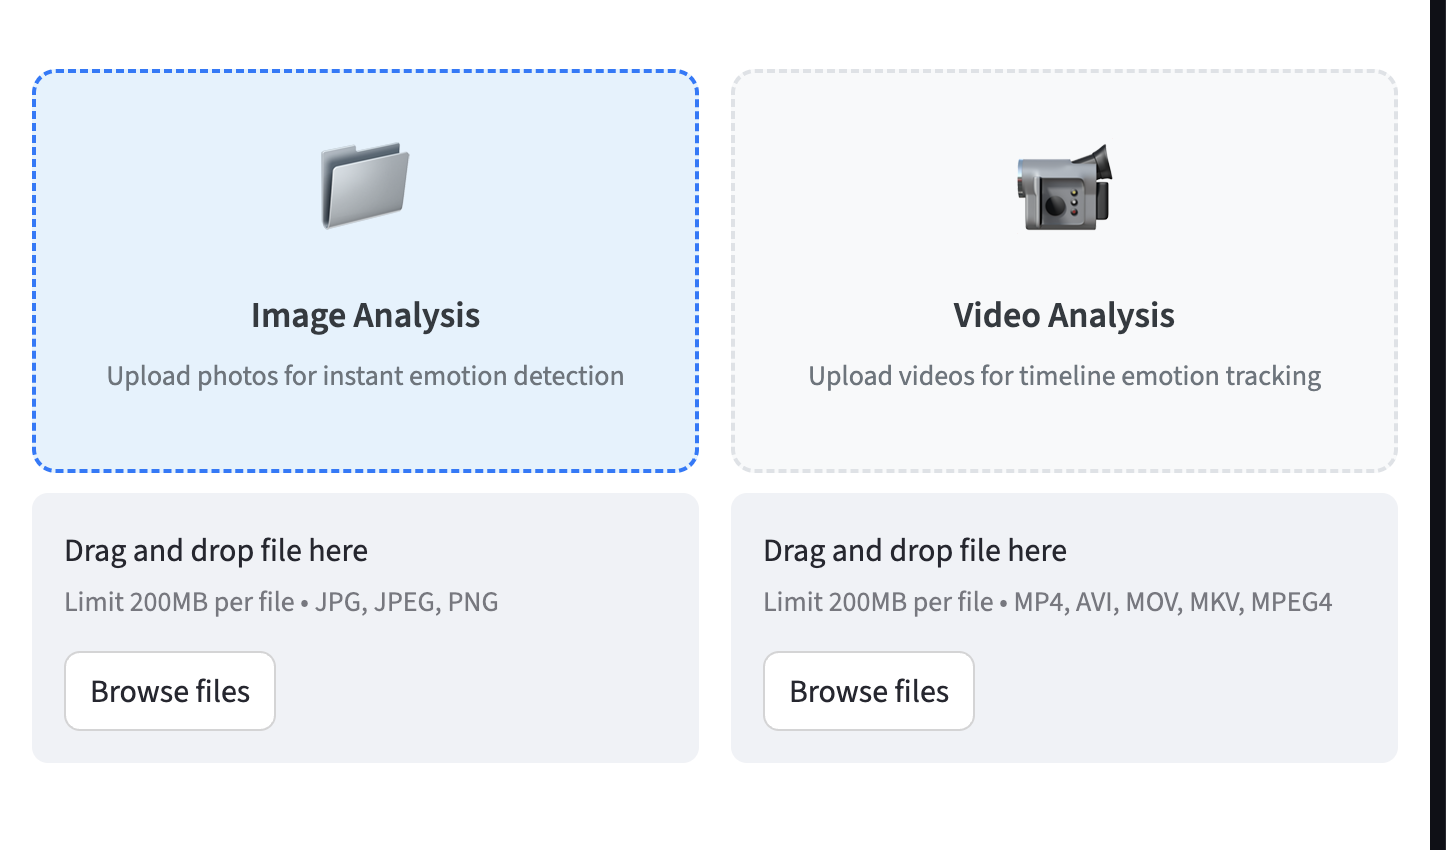 Image Analysis
Upload photos for instant emotion detection
Drag and drop file here
Limit 200MB per file • JPG, JPEG, PNG
Browse files
Video Analysis
Upload videos for timeline emotion tracking
Drag and drop file here
Limit 200MB per file • MP4, AVI, MOV, MKV, MPEG4
Browse files